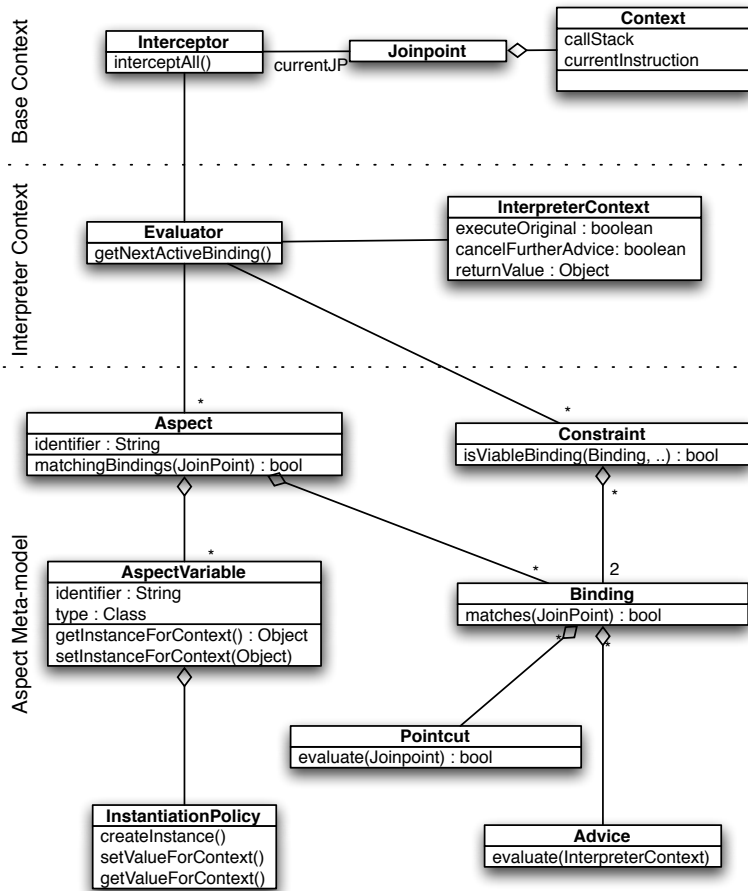 Base Context
Interceptor
interceptAll()
currentJP
Joinpoint
Context
callStack
currentInstruction
Interpreter Context
Evaluator
getNextActiveBinding()
InterpreterContext
executeOriginal : boolean
cancelFurtherAdvice: boolean
returnValue : Object
*
*
Aspect Meta-model
Aspect
identifier : String
matchingBindings(JoinPoint) : bool
Constraint
isViableBinding(Binding, ..) : bool
*
*
*
2
AspectVariable
identifier : String
type : Class
getInstanceForContext() : Object
setInstanceForContext(Object)
Binding
matches(JoinPoint) : bool
*
*
Pointcut
evaluate(Joinpoint) : bool
InstantiationPolicy
createInstance()
setValueForContext()
getValueForContext()
Advice
evaluate(InterpreterContext)